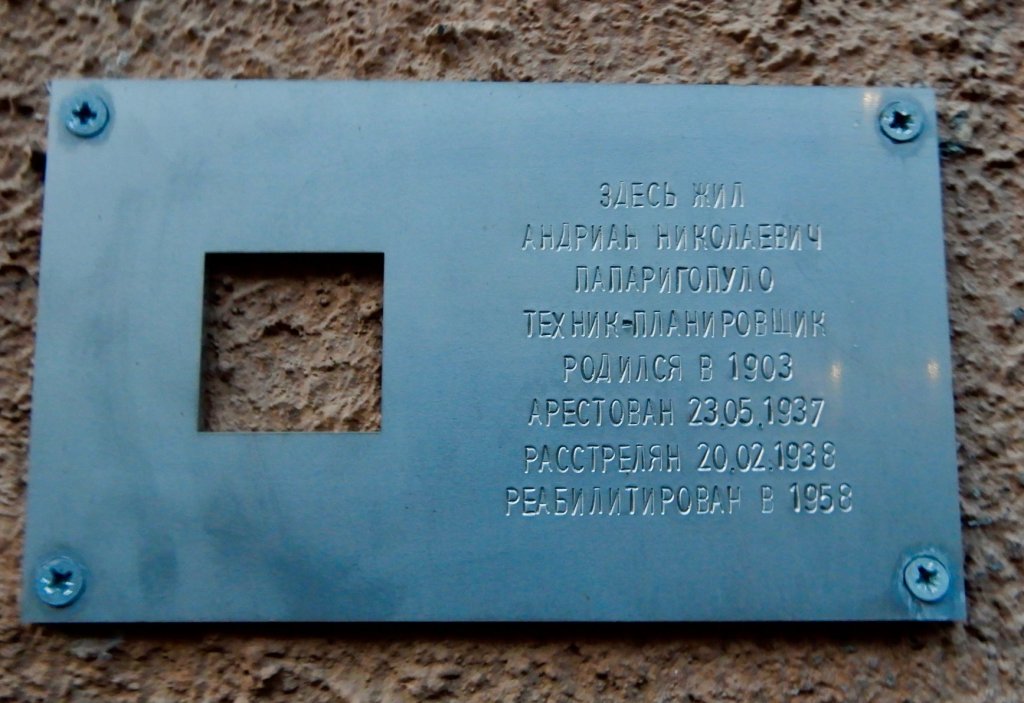 ЗДЕСЬ ЖИЛ
АНДРИАН НИКОЛАЕВИЧ
ПАПАРИГОПУЛО
ТЕХНИК-ПЛАНИРОВЩИК
РОДИЛСЯ В 1903
АРЕСТОВАН 23.05.1937
РАССТРЕЛЯН 20.02.1938
РЕАБИЛИТИРОВАН В 1958